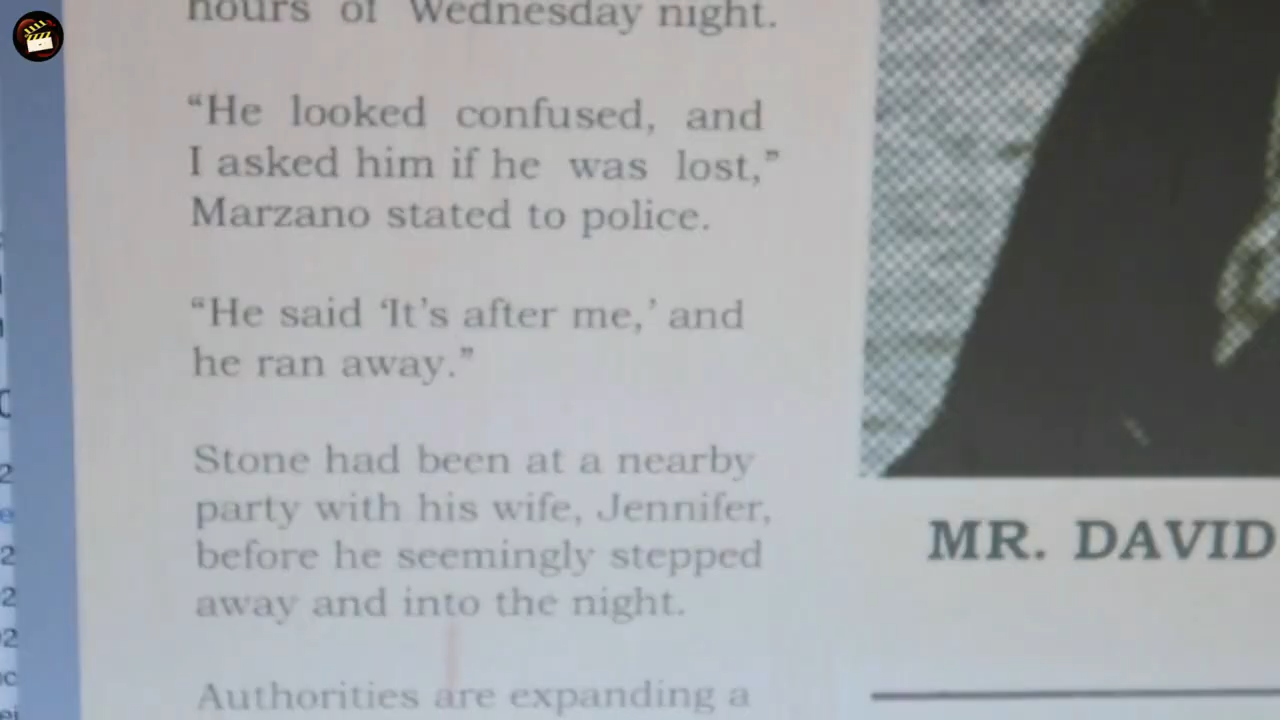 hours of Wednesday night.
“He looked confused, and
I asked him if he was lost,”
Marzano stated to police.
“He said ‘It’s after me,’ and
he ran away.”
Stone had been at a nearby
party with his wife, Jennifer,
before he seemingly stepped
away and into the night.
Authorities are expanding a
MR. DAVID